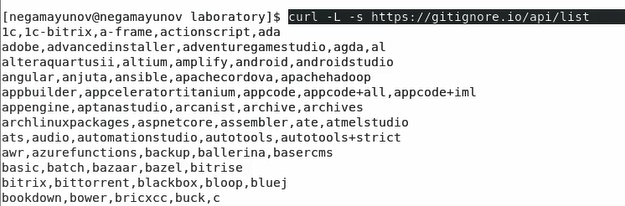 [negamayunov@negamayunov laboratory]$ curl -L -s https://gitignore.io/api/list
1c,1c-bitrix,a-frame,actionscript,ada
adobe,advancedinstaller,adventuregamestudio,agda,al
alteraquartusii,altium,amplify,android,androidstudio
angular,anjuta,ansible,apachecordova,apachehadoop
appbuilder,appceleratortitanium,appcode,appcode+all,appcode+iml
appengine,aptanastudio,arcanist,archive,archives
archlinuxpackages,aspnetcore,assembler,ate,atmelstudio
ats,audio,automationstudio,autotools,autotools+strict
awr,azurefunctions,backup,ballerina,basercms
basic,batch,bazaar,bazel,bitrise
bitrix,bittorrent,blackbox,bloop,bluej
bookdown,bower,bricxcc,buck,c